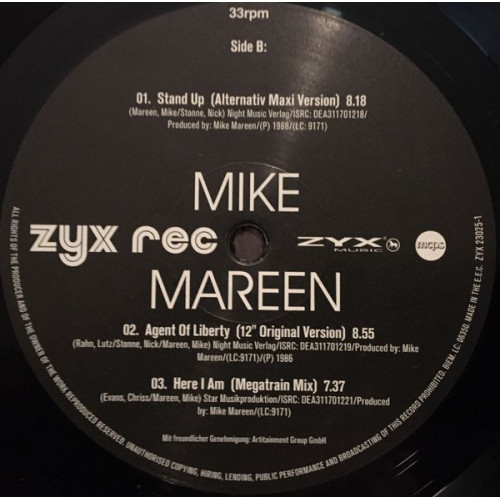 33rpm
Side B:
01. Stand Up (Alternativ Maxi Version) 8.18
(Mareen, Mike/Stonne, Nick) Night Music Verlag/ISRC: DEA311701218/
Produced by: Mike Mareen/(P) 1988/(LC: 9171)
MIKE
zyx rec
ZYX
MUSIC
mcps
MAREEN
02. Agent Of Liberty (12" Original Version) 8.55
(Rahn, Lutz/Stonne, Nick/Mareen, Mike) Night Music Verlag/ISRC: DEA311701219/Produced by: Mike
Mareen/(LC:9171)/(P) 1986
03. Here I Am (Megatrain Mix) 7.37
(Evans, Chriss/Mareen, Mike) Star Musikproduktion/ISRC: DEA311701221/Produced
by: Mike Mareen/(LC:9171)
Mit freundlicher Genehmigung: Artitainment Group GmbH
ALL RIGHTS OF THE PRODUCER AND OF THE OWNER OF THE WORK REPRODUCED RESERVED. UNAUTHORISED COPYING, HIRING, LENDING, PUBLIC PERFORMANCE AND BROADCASTING OF THIS RECORD PROHIBITED. BIEM. LC: 06350. MADE IN THE E.E.C. ZYX 23025-1